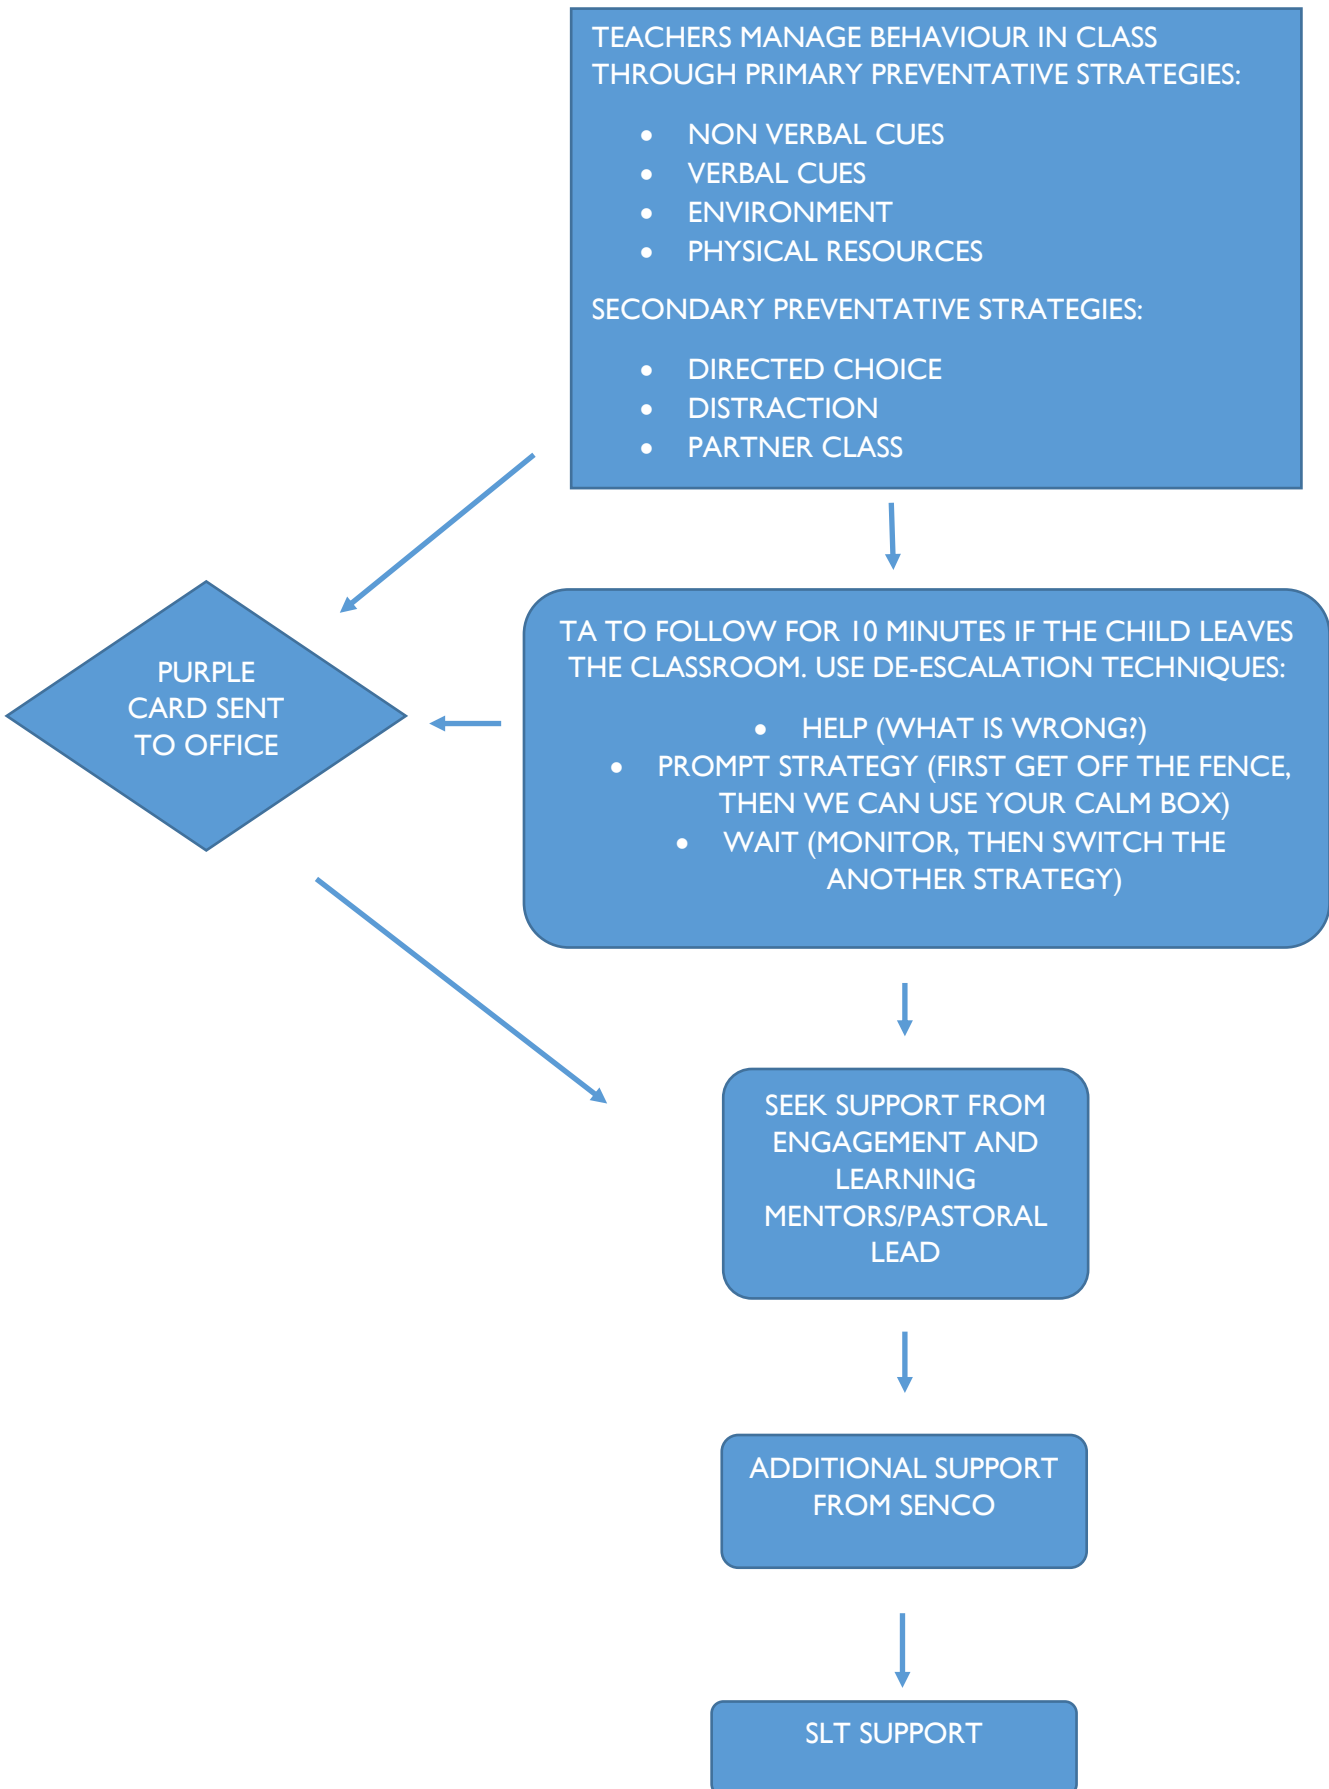 TEACHERS MANAGE BEHAVIOUR IN CLASS
THROUGH PRIMARY PREVENTATIVE STRATEGIES:
• NON VERBAL CUES
• VERBAL CUES
• ENVIRONMENT
• PHYSICAL RESOURCES
SECONDARY PREVENTATIVE STRATEGIES:
• DIRECTED CHOICE
• DISTRACTION
• PARTNER CLASS
PURPLE
CARD SENT
TO OFFICE
TA TO FOLLOW FOR 10 MINUTES IF THE CHILD LEAVES
THE CLASSROOM. USE DE-ESCALATION TECHNIQUES:
• HELP (WHAT IS WRONG?)
• PROMPT STRATEGY (FIRST GET OFF THE FENCE,
THEN WE CAN USE YOUR CALM BOX)
• WAIT (MONITOR, THEN SWITCH THE
ANOTHER STRATEGY)
SEEK SUPPORT FROM
ENGAGEMENT AND
LEARNING
MENTORS/PASTORAL
LEAD
ADDITIONAL SUPPORT
FROM SENCO
SLT SUPPORT